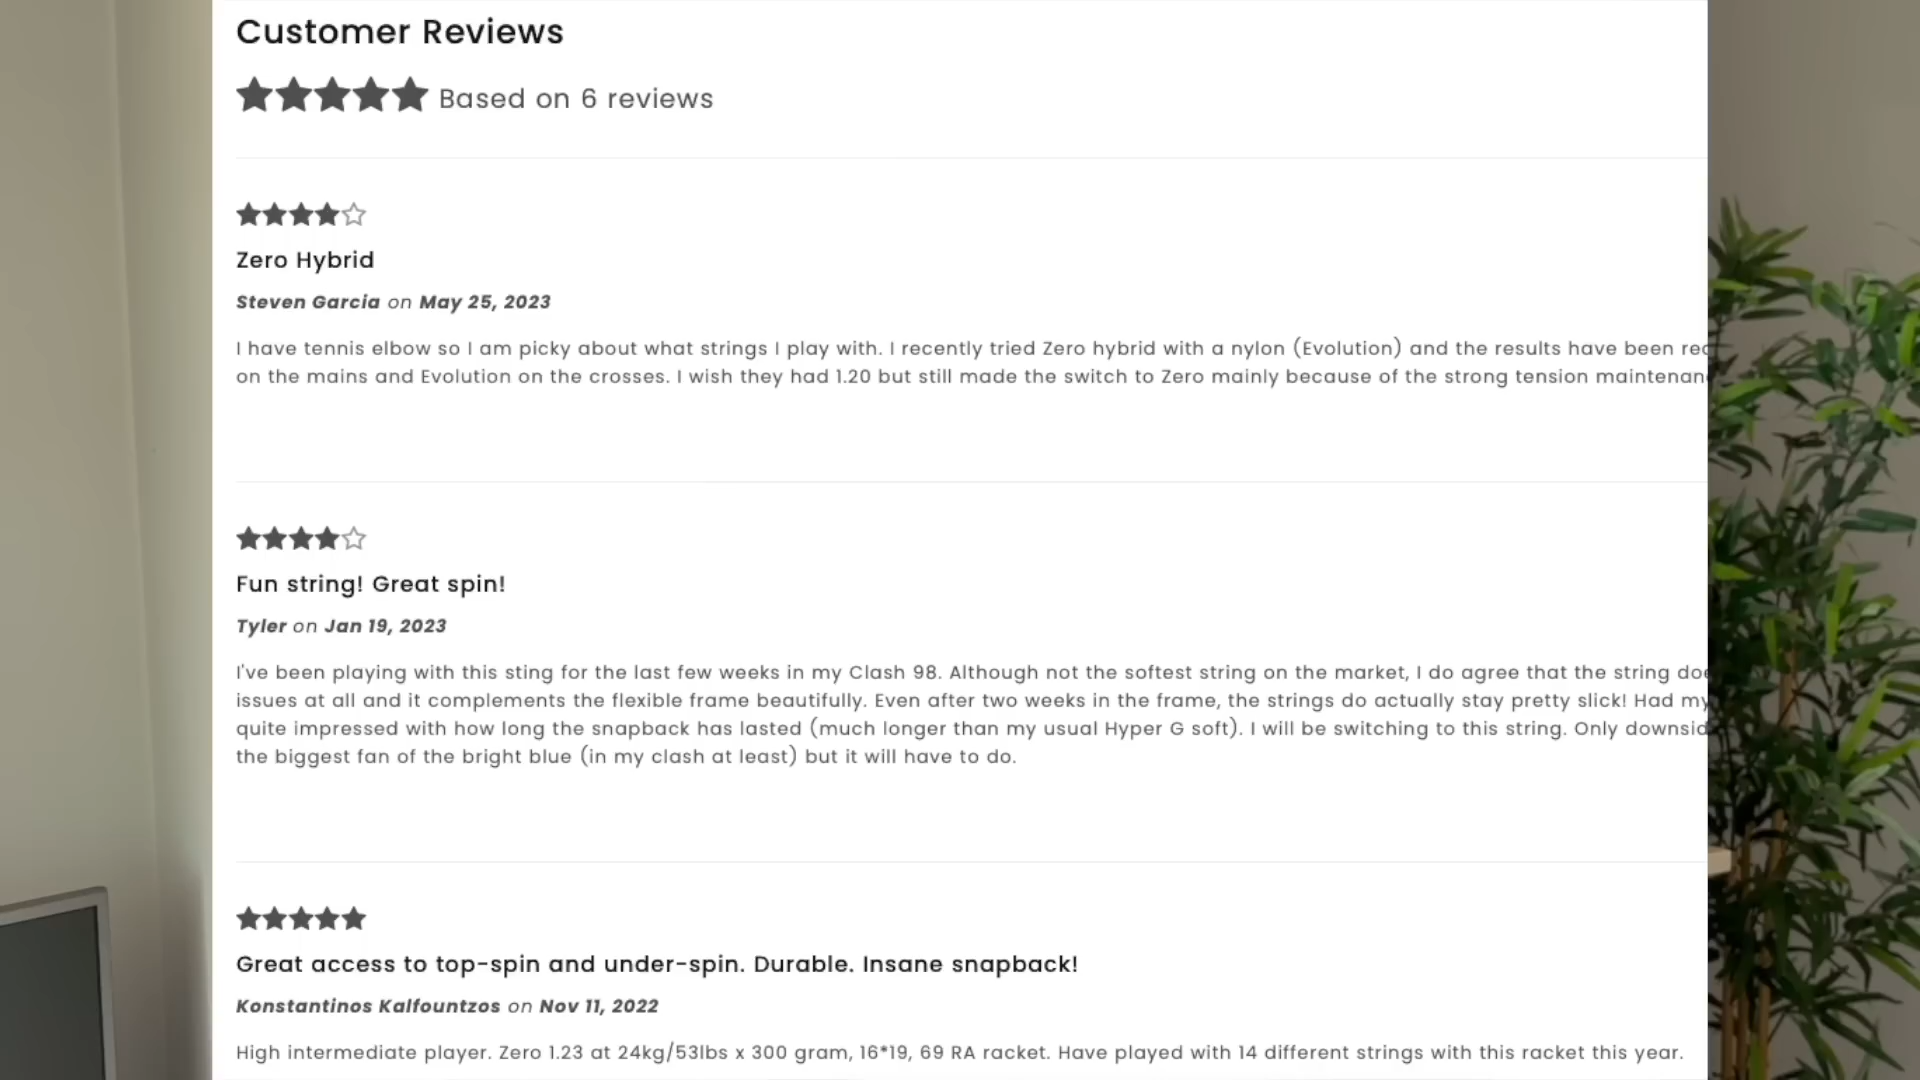 Customer Reviews
Based on 6 reviews
Zero Hybrid
Steven Garcia on May 25, 2023
I have tennis elbow so I am picky about what strings I play with. I recently tried Zero hybrid with a nylon (Evolution) and the results have been
on the mains and Evolution on the crosses. I wish they had 1.20 but still made the switch to Zero mainly because of the strong tension
Fun string! Great spin!
Tyler on Jan 19, 2023
I've been playing with this sting for the last few weeks in my Clash 98. Although not the softest string on the market, I do agree that the string
issues at all and it complements the flexible frame beautifully. Even after two weeks in the frame, the strings do actually stay pretty slick! Had my
quite impressed with how long the snapback has lasted (much longer than my usual Hyper G soft). I will be switching to this string. Only
the biggest fan of the bright blue (in my clash at least) but it will have to do.
Great access to top-spin and under-spin. Durable. Insane snapback!
Konstantinos Kalfountzos on Nov 11, 2022
High intermediate player. Zero 1.23 at 24kg/53lbs x 300 gram, 16*19, 69 RA racket. Have played with 14 different strings with this racket this year.